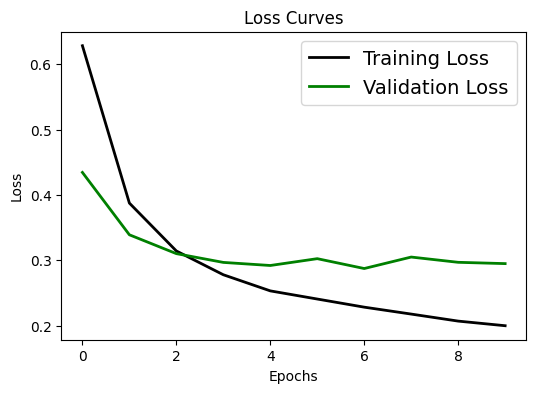 Loss Curves
Training Loss
Validation Loss
0.6
0.5
0.4
0.3
0.2
Loss
0 2 4 6 8
Epochs